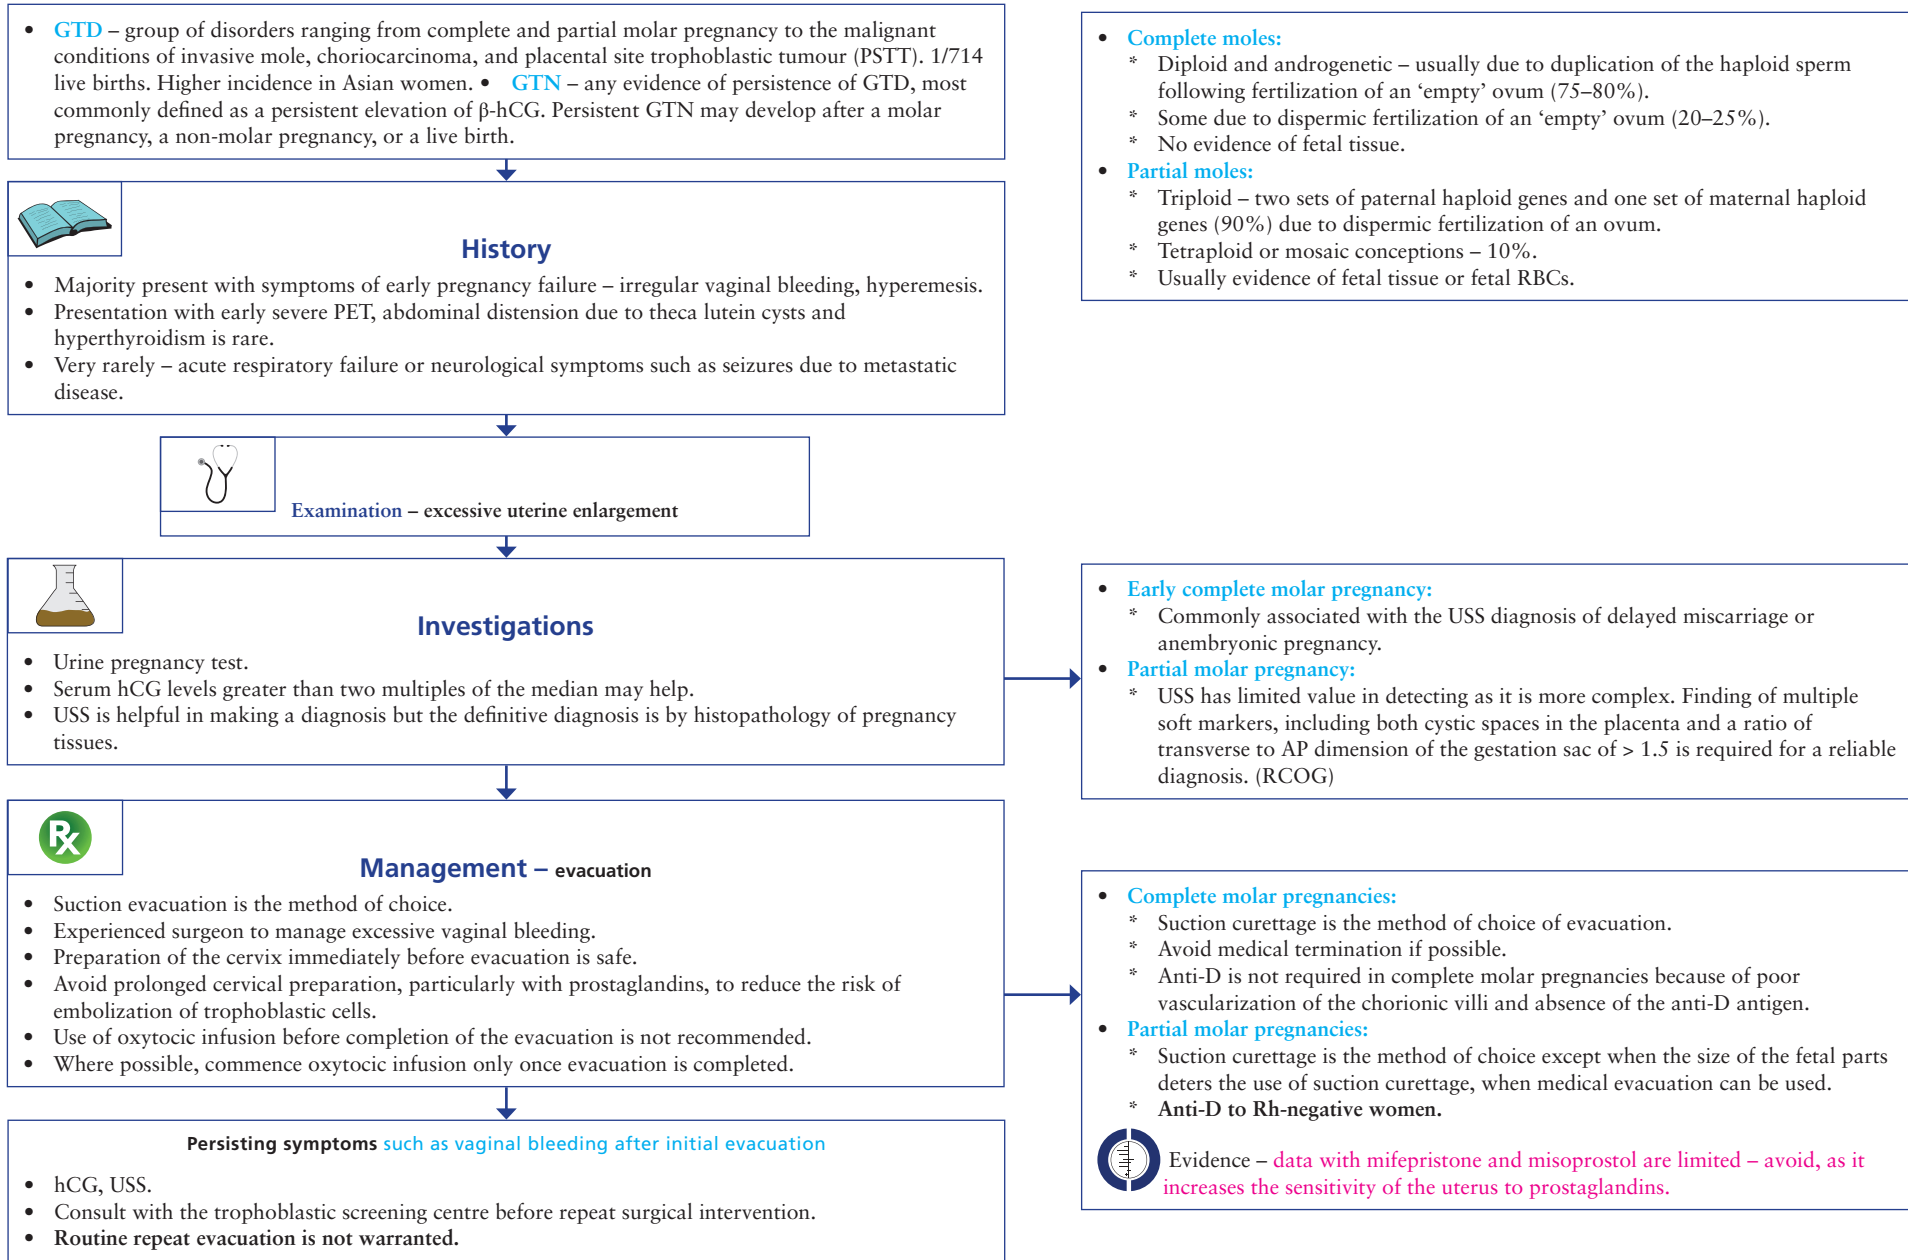 • GTD – group of disorders ranging from complete and partial molar pregnancy to the malignant
conditions of invasive mole, choriocarcinoma, and placental site trophoblastic tumour (PSTT). 1/714
live births. Higher incidence in Asian women. • GTN – any evidence of persistence of GTD, most
commonly defined as a persistent elevation of β-hCG. Persistent GTN may develop after a molar
pregnancy, a non-molar pregnancy, or a live birth.
• Complete moles:
* Diploid and androgenetic – usually due to duplication of the haploid sperm
following fertilization of an ‘empty’ ovum (75–80%).
* Some due to dispermic fertilization of an ‘empty’ ovum (20–25%).
* No evidence of fetal tissue.
• Partial moles:
* Triploid – two sets of paternal haploid genes and one set of maternal haploid
genes (90%) due to dispermic fertilization of an ovum.
* Tetraploid or mosaic conceptions – 10%.
* Usually evidence of fetal tissue or fetal RBCs.
History
• Majority present with symptoms of early pregnancy failure – irregular vaginal bleeding, hyperemesis.
• Presentation with early severe PET, abdominal distension due to theca lutein cysts and
hyperthyroidism is rare.
• Very rarely – acute respiratory failure or neurological symptoms such as seizures due to metastatic
disease.
Examination – excessive uterine enlargement
Investigations
• Urine pregnancy test.
• Serum hCG levels greater than two multiples of the median may help.
• USS is helpful in making a diagnosis but the definitive diagnosis is by histopathology of pregnancy
tissues.
• Early complete molar pregnancy:
* Commonly associated with the USS diagnosis of delayed miscarriage or
anembryonic pregnancy.
• Partial molar pregnancy:
* USS has limited value in detecting as it is more complex. Finding of multiple
soft markers, including both cystic spaces in the placenta and a ratio of
transverse to AP dimension of the gestation sac of > 1.5 is required for a reliable
diagnosis. (RCOG)
Rx
Management – evacuation
• Suction evacuation is the method of choice.
• Experienced surgeon to manage excessive vaginal bleeding.
• Preparation of the cervix immediately before evacuation is safe.
• Avoid prolonged cervical preparation, particularly with prostaglandins, to reduce the risk of
embolization of trophoblastic cells.
• Use of oxytocic infusion before completion of the evacuation is not recommended.
• Where possible, commence oxytocic infusion only once evacuation is completed.
• Complete molar pregnancies:
* Suction curettage is the method of choice of evacuation.
* Avoid medical termination if possible.
* Anti-D is not required in complete molar pregnancies because of poor
vascularization of the chorionic villi and absence of the anti-D antigen.
• Partial molar pregnancies:
* Suction curettage is the method of choice except when the size of the fetal parts
deters the use of suction curettage, when medical evacuation can be used.
* Anti-D to Rh-negative women.
Evidence – data with mifepristone and misoprostol are limited – avoid, as it
increases the sensitivity of the uterus to prostaglandins.
Persisting symptoms such as vaginal bleeding after initial evacuation
• hCG, USS.
• Consult with the trophoblastic screening centre before repeat surgical intervention.
• Routine repeat evacuation is not warranted.